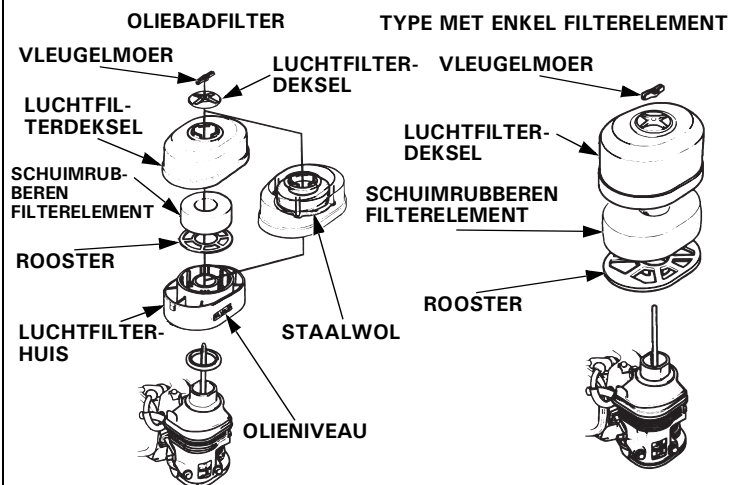 OLIEBADFILTER
VLEUGELMOER
LUCHTFILTER-
DEKSEL
LUCHTFIL-
TERDEKSEL
SCHUIMRUB-
BEREN
FILTERELEMENT
ROOSTER
LUCHTFILTER-
HUIS
STAALWOL
OLIENIVEAU
TYPE MET ENKEL FILTERELEMENT
VLEUGELMOER
LUCHTFILTER-
DEKSEL
SCHUIMRUBBEREN
FILTERELEMENT
ROOSTER